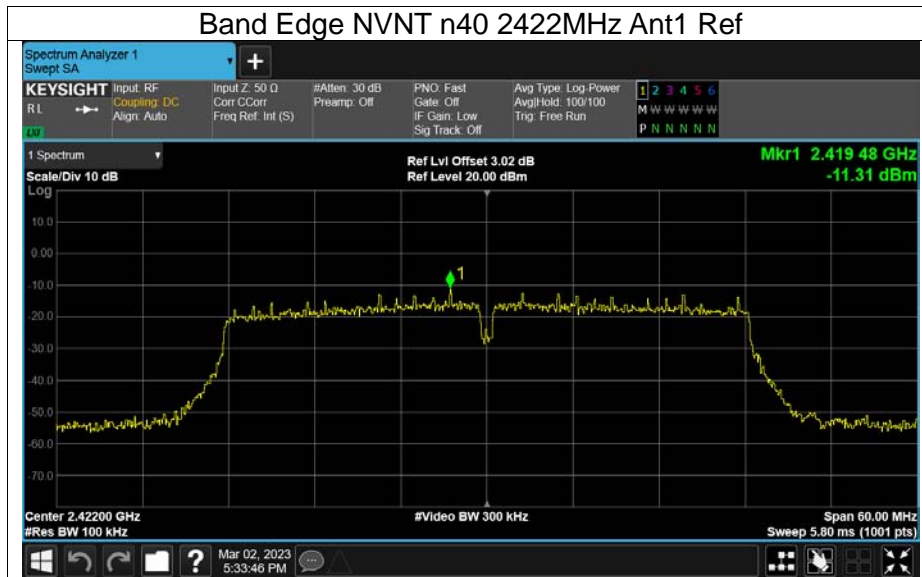 Band Edge NVNT n40 2422MHz Ant1 Ref
Spectrum Analyzer 1
Swept SA
+
KEYSIGHT
RL
LXI
Input: RF
Coupling: DC
Align: Auto
Input Z: 50 Ω
Corr CCorr
Freq Ref: Int (S)
#Atten: 30 dB
Preamp: Off
PNO: Fast
Gate: Off
IF Gain: Low
Sig Track: Off
Avg Type: Log-Power
Avg|Hold: 100/100
Trig: Free Run
1 2 3 4 5 6
M W W W W W
P N N N N N
1 Spectrum
Scale/Div 10 dB
Ref Lvl Offset 3.02 dB
Ref Level 20.00 dBm
Mkr1 2.419 48 GHz
-11.31 dBm
Log
10.0
0.00
-10.0
-20.0
-30.0
-40.0
-50.0
-60.0
-70.0
1
Center 2.42200 GHz
#Res BW 100 kHz
#Video BW 300 kHz
Span 60.00 MHz
Sweep 5.80 ms (1001 pts)
?
Mar 02, 2023
5:33:46 PM